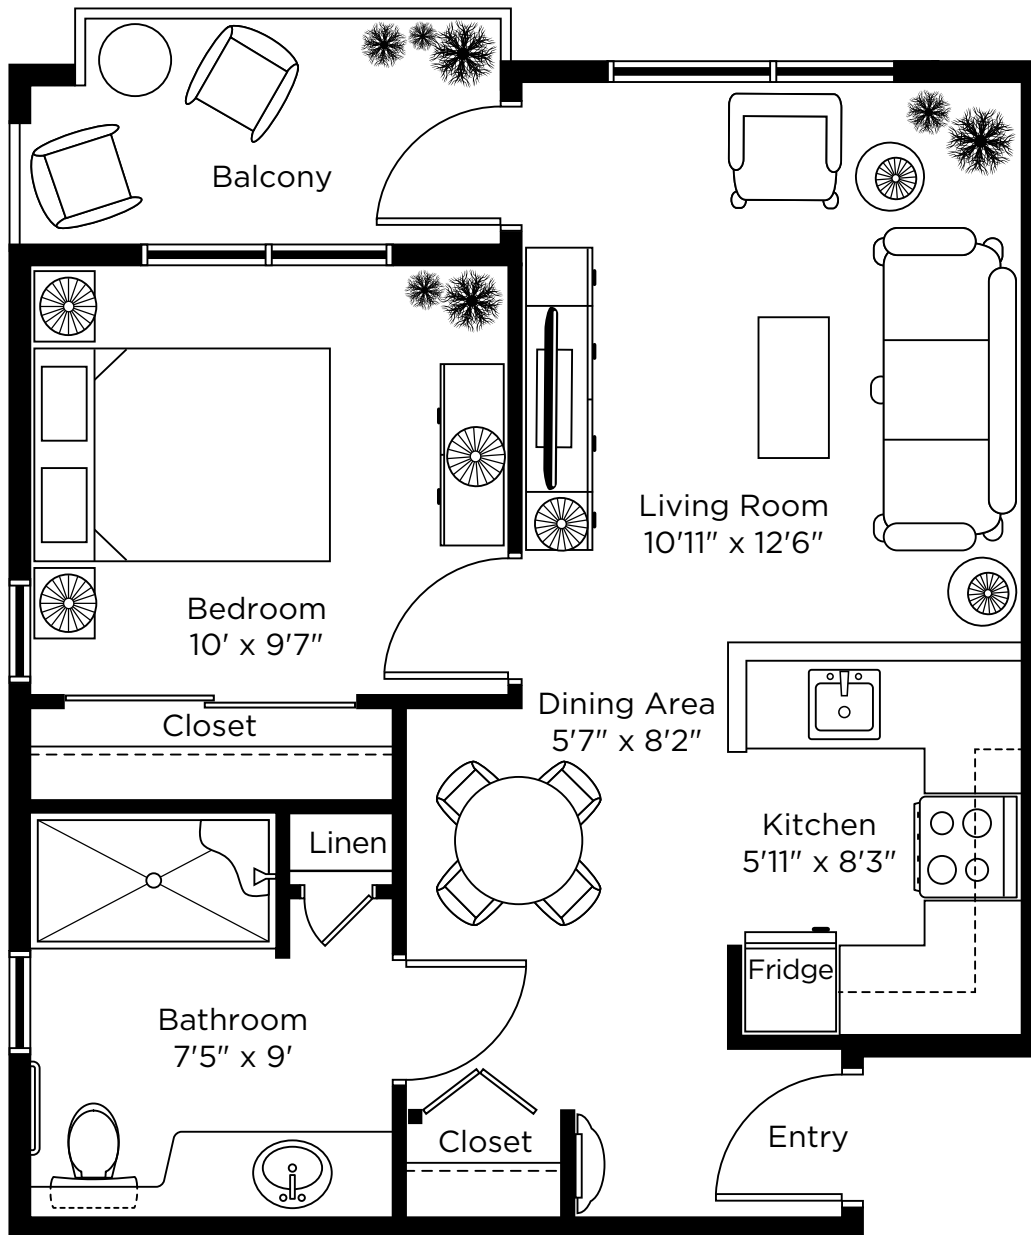 Balcony
Living Room
10'11" x 12'6"
Bedroom
10' x 9'7"
Closet
Dining Area
5'7" x 8'2"
Linen
Kitchen
5'11" x 8'3"
Fridge
Bathroom
7'5" x 9'
Closet
Entry